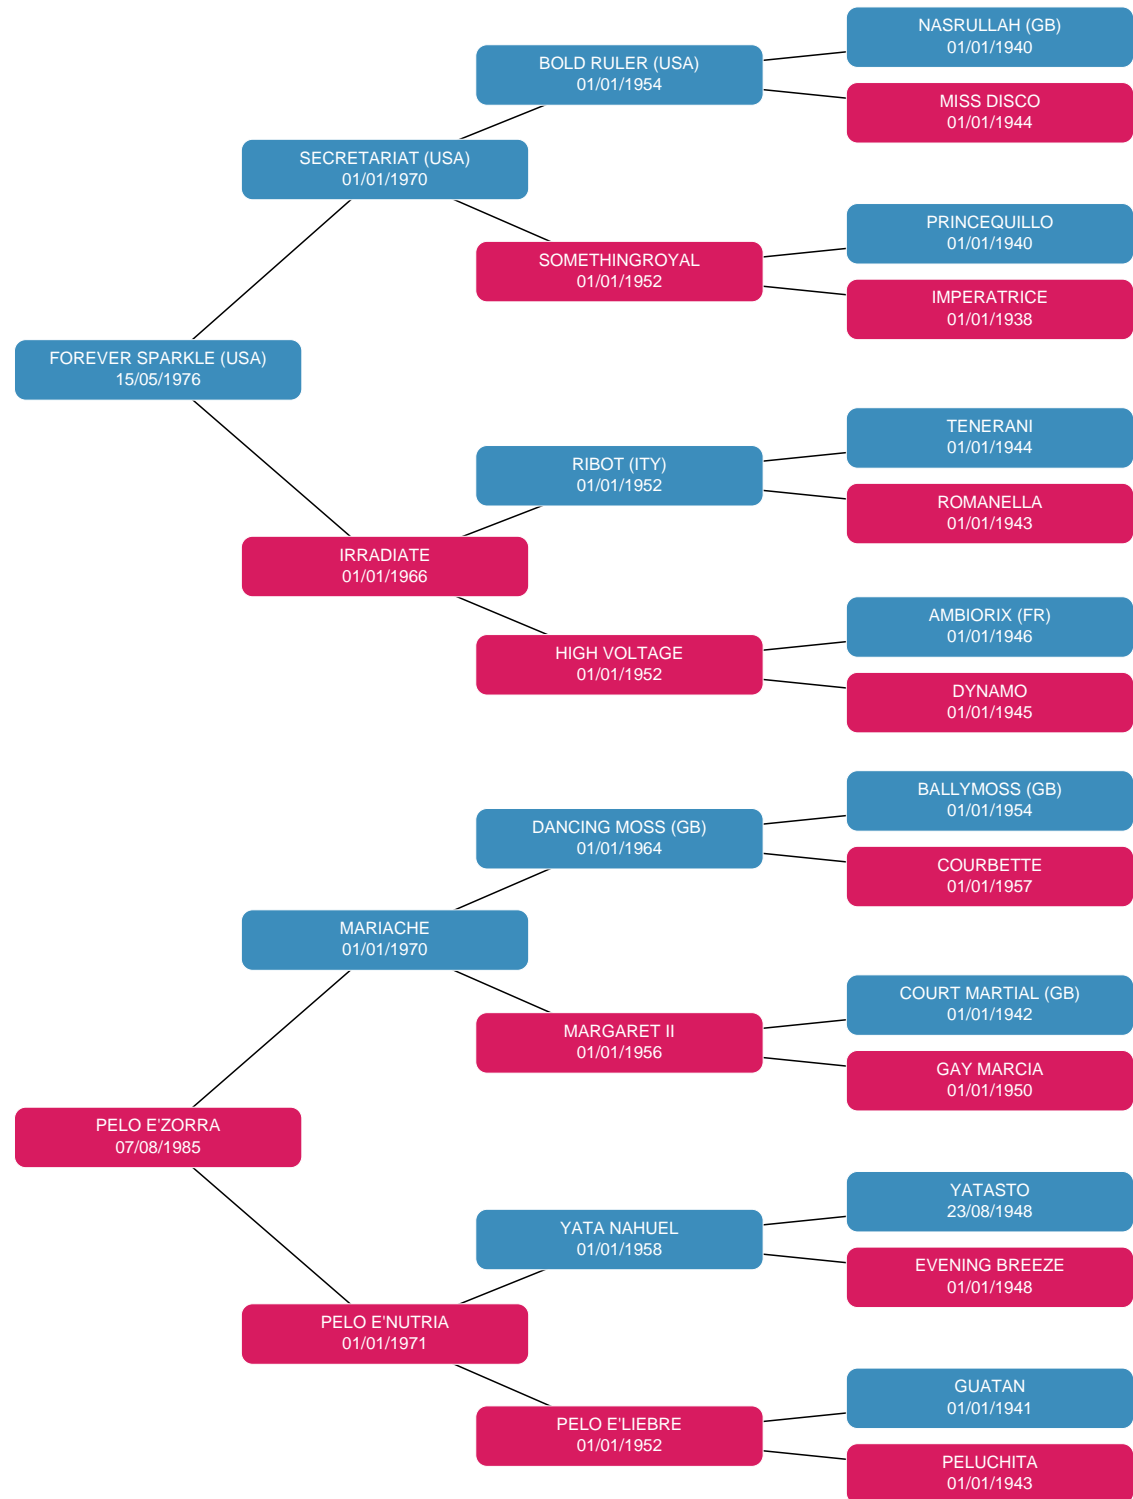 NASRULLAH (GB)
01/01/1940
BOLD RULER (USA)
01/01/1954
MISS DISCO
01/01/1944
SECRETARIAT (USA)
01/01/1970
PRINCEQUILLO
01/01/1940
SOMETHINGROYAL
01/01/1952
IMPERATRICE
01/01/1938
FOREVER SPARKLE (USA)
15/05/1976
TENERANI
01/01/1944
RIBOT (ITY)
01/01/1952
ROMANELLA
01/01/1943
IRRADIATE
01/01/1966
AMBIORIX (FR)
01/01/1946
HIGH VOLTAGE
01/01/1952
DYNAMO
01/01/1945
BALLYMOSS (GB)
01/01/1954
DANCING MOSS (GB)
01/01/1964
COURBETTE
01/01/1957
MARIACHE
01/01/1970
COURT MARTIAL (GB)
01/01/1942
MARGARET II
01/01/1956
GAY MARCIA
01/01/1950
PELO E'ZORRA
07/08/1985
YATASTO
23/08/1948
YATA NAHUEL
01/01/1958
EVENING BREEZE
01/01/1948
PELO E'NUTRIA
01/01/1971
GUATAN
01/01/1941
PELO E'LIEBRE
01/01/1952
PELUCHITA
01/01/1943